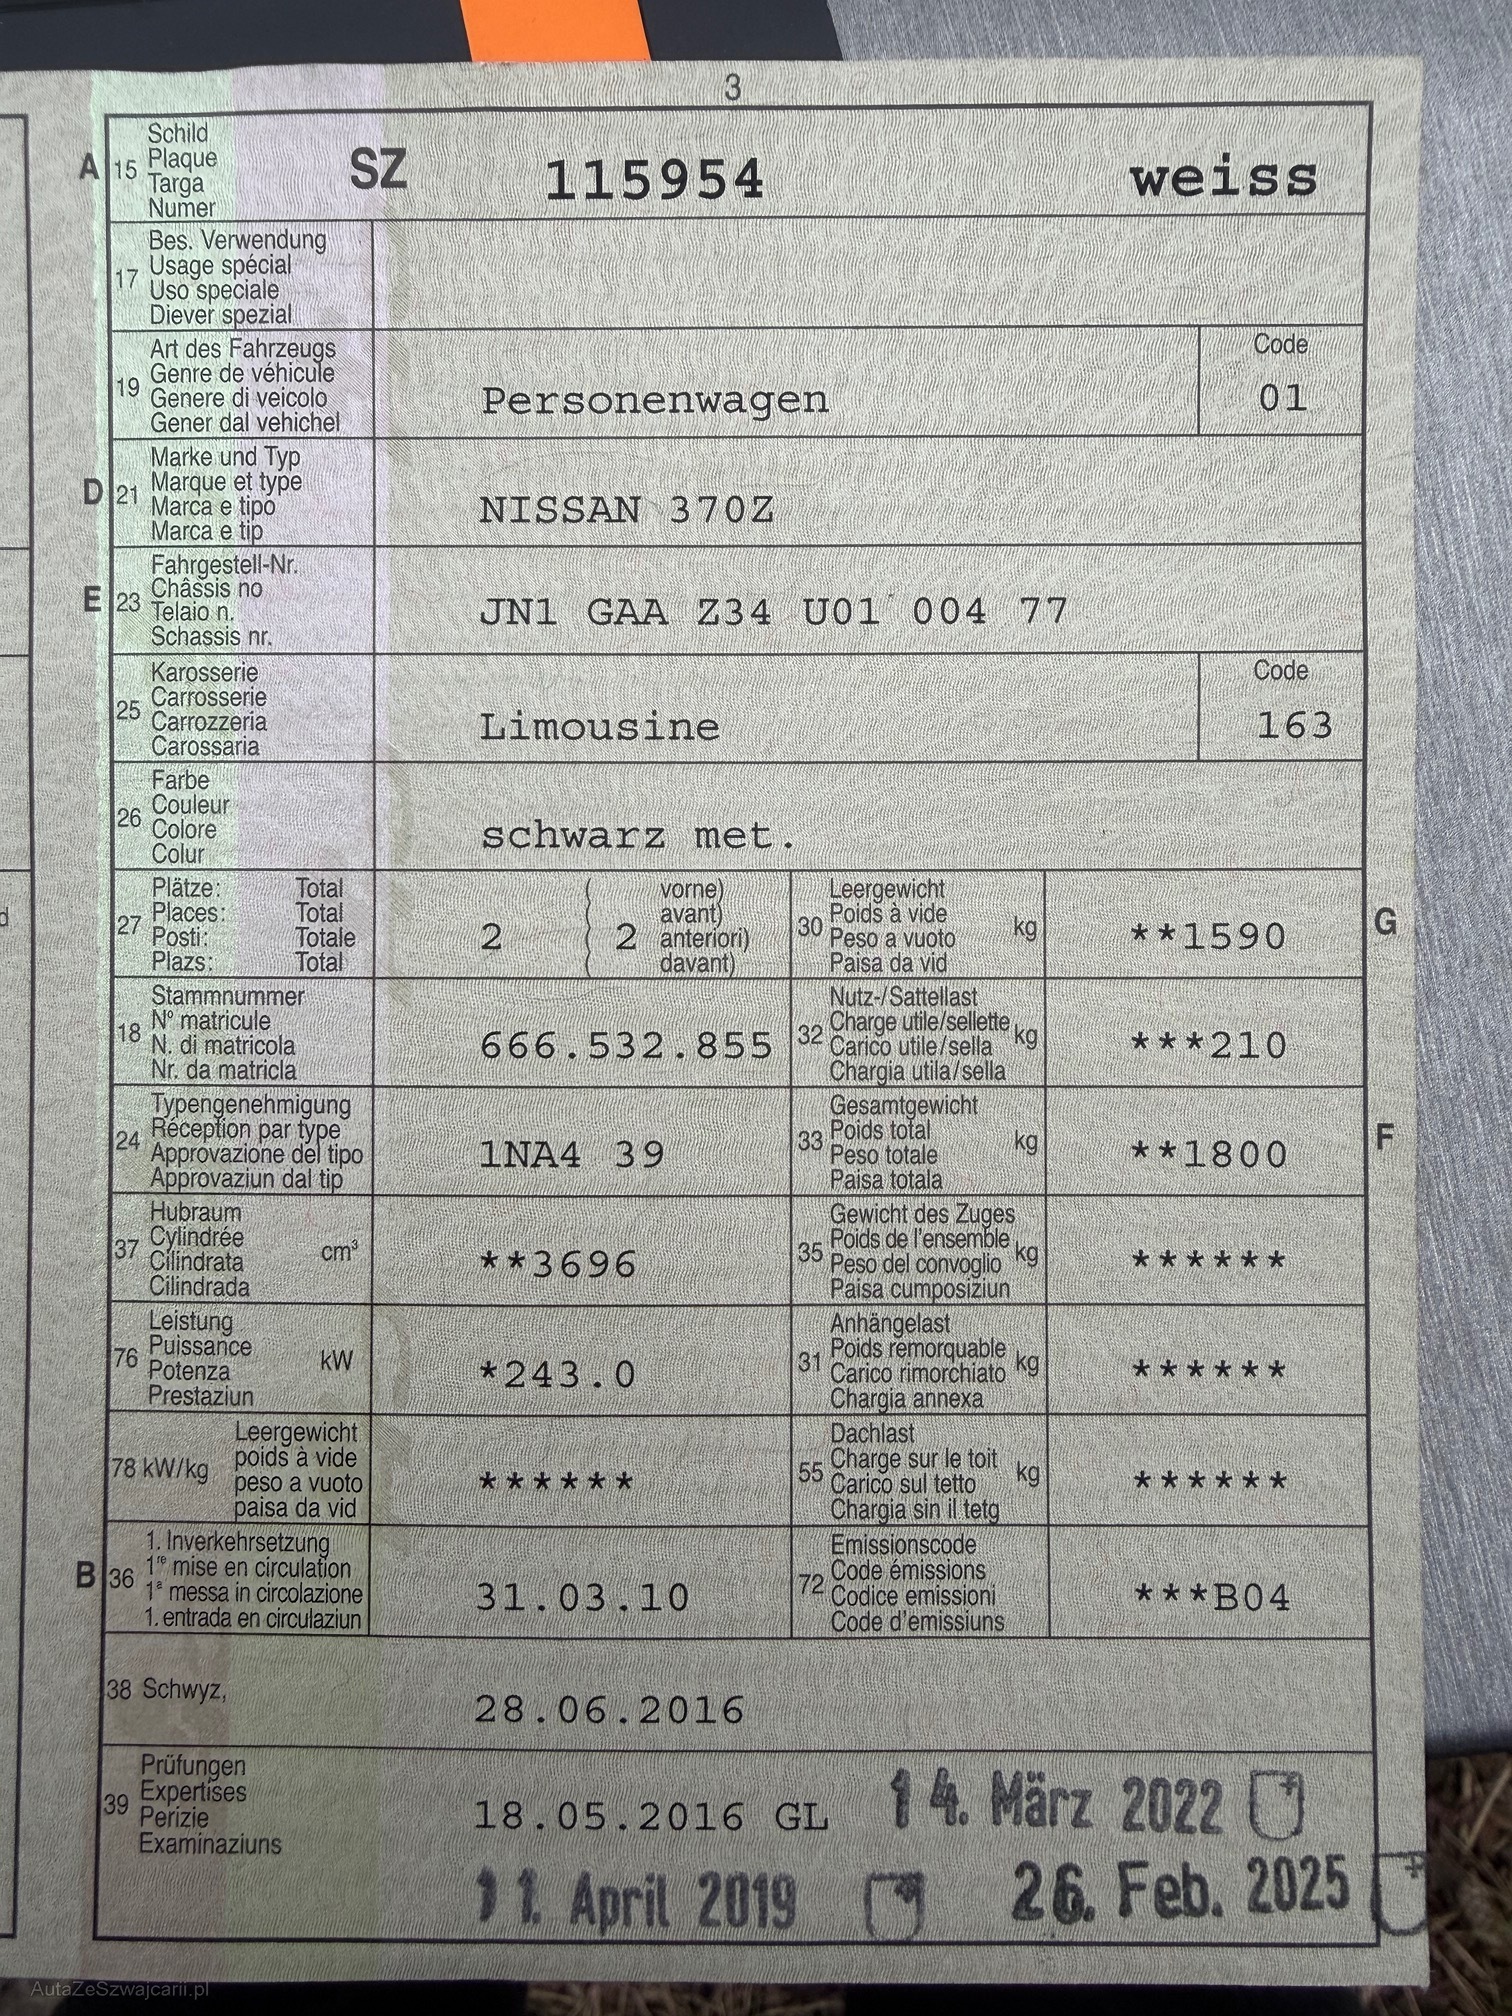 3
A 15 Schild
Plaque
Targa
Numer
SZ 115954 weiss
17 Bes. Verwendung
Usage spécial
Uso speciale
Diever spezial
19 Art des Fahrzeugs
Genre de véhicule
Genere di veicolo
Gener dal vehichel
Personenwagen
Code
01
D 21 Marke und Typ
Marque et type
Marca e tipo
Marca e tip
NISSAN 370Z
E 23 Fahrgestell-Nr.
Châssis no
Telaio n.
Schassis nr.
JN1 GAA Z34 U01 004 77
25 Karosserie
Carrosserie
Carrozzeria
Carossaria
Limousine
Code
163
26 Farbe
Couleur
Colore
Colur
schwarz met.
27 Plätze: Total
Places: Total
Posti: Totale
Plazs: Total
2 ( 2 vorne)
avant)
anteriori)
davant)
30 Leergewicht
Poids à vide
Peso a vuoto
Paisa da vid
kg
**1590
G
18 Stammnummer
N° matricule
N. di matricola
Nr. da matricla
666.532.855
32 Nutz-/Sattellast
Charge utile/sellette
Carico utile/sella
Chargia utila/sella
kg
***210
24 Typengenehmigung
Réception par type
Approvazione del tipo
Approvaziun dal tip
1NA4 39
33 Gesamtgewicht
Poids total
Peso totale
Paisa totala
kg
**1800
F
37 Hubraum
Cylindrée
Cilindrata
Cilindrada
cm³
**3696
35 Gewicht des Zuges
Poids de l'ensemble
Peso del convoglio
Paisa cumposiziun
kg
******
76 Leistung
Puissance
Potenza
Prestaziun
kW
*243.0
31 Anhängelast
Poids remorquable
Carico rimorchiato
Chargia annexa
kg
******
78 kW/kg
Leergewicht
poids à vide
peso a vuoto
paisa da vid
******
55 Dachlast
Charge sur le toit
Carico sul tetto
Chargia sin il tetg
kg
******
B 36 1. Inverkehrsetzung
1re mise en circulation
1a messa in circolazione
1. entrada en circulaziun
31.03.10
72 Emissionscode
Code émissions
Codice emissioni
Code d'emissiuns
***B04
38 Schwyz,
28.06.2016
39 Prüfungen
Expertises
Perizie
Examinaziuns
18.05.2016 GL 14. März 2022
11. April 2019 26. Feb. 2025
AutaZeSzwajcarii.pl